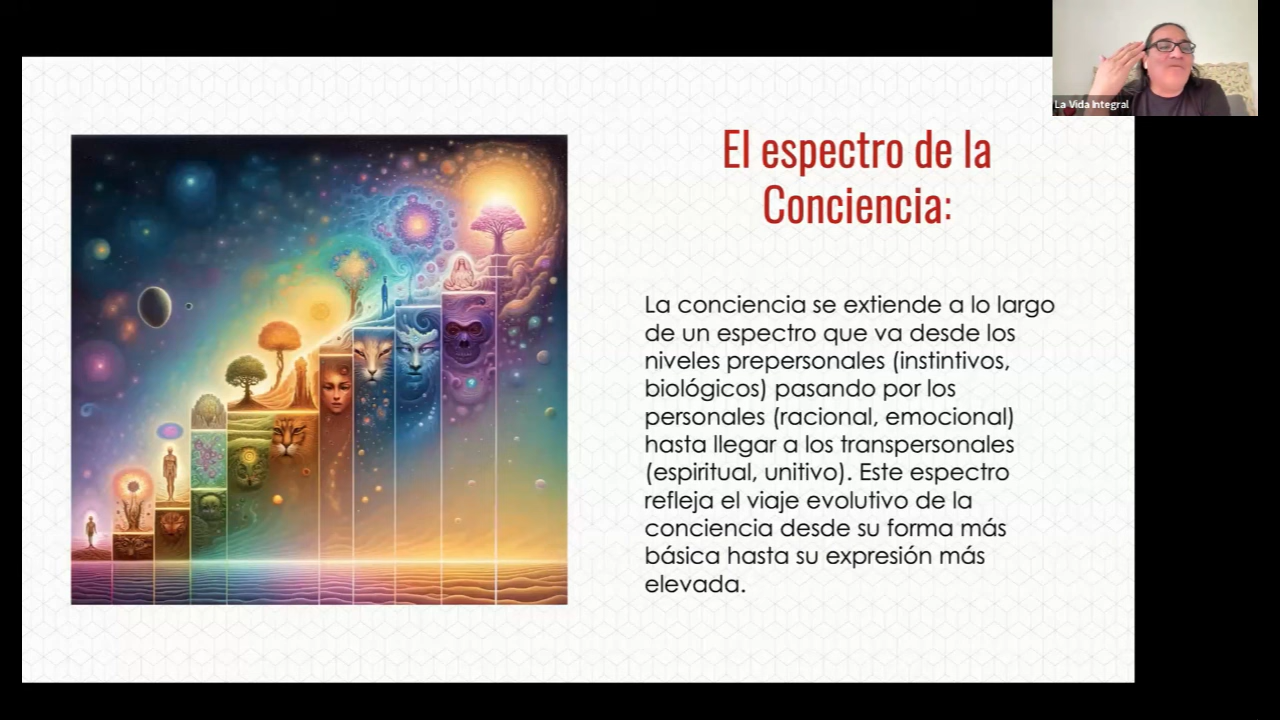 La Vida Integral
El espectro de la
Conciencia:
La conciencia se extiende a lo largo
de un espectro que va desde los
niveles prepersonales (instintivos,
biológicos) pasando por los
personales (racional, emocional)
hasta llegar a los transpersonales
(espiritual, unitivo). Este espectro
refleja el viaje evolutivo de la
conciencia desde su forma más
básica hasta su expresión más
elevada.